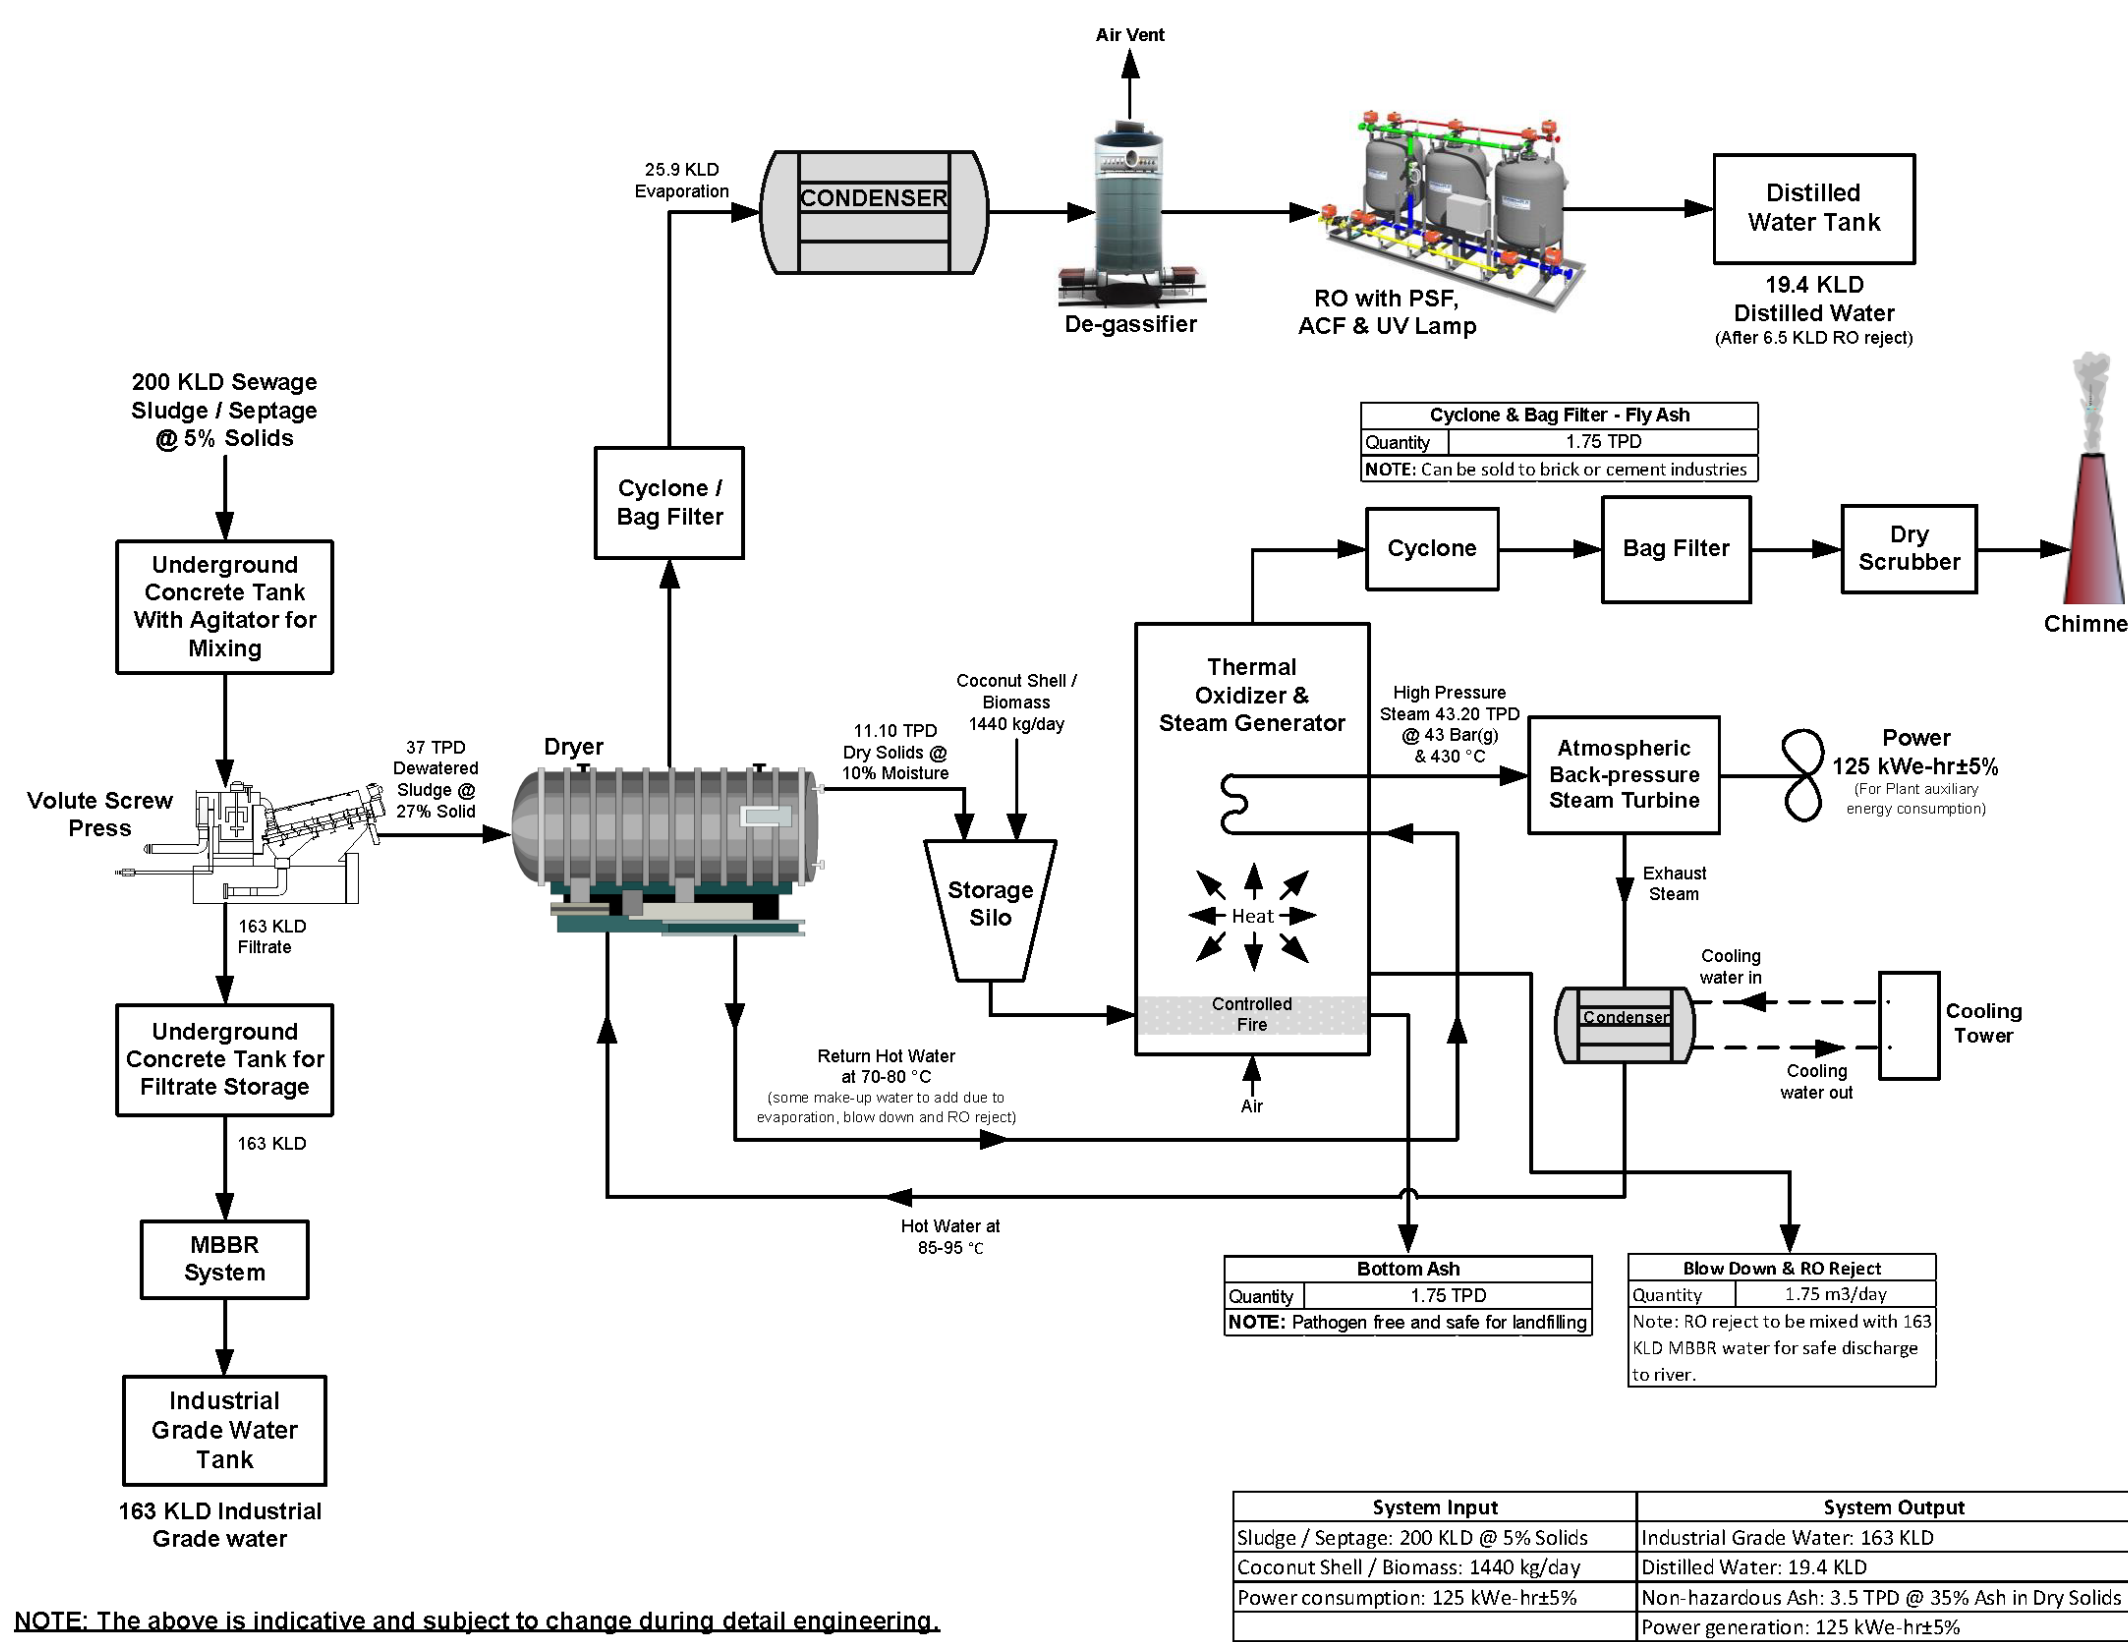 Air Vent
25.9 KLD
Evaporation
CONDENSER
De-gassifier
RO with PSF,
ACF & UV Lamp
Distilled
Water Tank
19.4 KLD
Distilled Water
(After 6.5 KLD RO reject)
200 KLD Sewage
Sludge / Septage
@ 5% Solids
Underground
Concrete Tank
With Agitator for
Mixing
Volute Screw
Press
37 TPD
Dewatered
Sludge @
27% Solid
163 KLD
Filtrate
Underground
Concrete Tank for
Filtrate Storage
163 KLD
MBBR
System
Industrial
Grade Water
Tank
163 KLD Industrial
Grade water
Cyclone /
Bag Filter
Dryer
11.10 TPD
Dry Solids @
10% Moisture
Coconut Shell /
Biomass
1440 kg/day
Storage
Silo
Return Hot Water
at 70-80 °C
(some make-up water to add due to
evaporation, blow down and RO reject)
Hot Water at
85-95 °C
Cyclone & Bag Filter - Fly Ash
Quantity 1.75 TPD
NOTE: Can be sold to brick or cement industries
Cyclone
Bag Filter
Dry
Scrubber
Chimne
Thermal
Oxidizer &
Steam Generator
Heat
Controlled
Fire
Air
High Pressure
Steam 43.20 TPD
@ 43 Bar(g)
& 430 °C
Atmospheric
Back-pressure
Steam Turbine
Power
125 kWe-hr±5%
(For Plant auxiliary
energy consumption)
Exhaust
Steam
Condenser
Cooling
water in
Cooling
water out
Cooling
Tower
Bottom Ash
Quantity 1.75 TPD
NOTE: Pathogen free and safe for landfilling
Blow Down & RO Reject
Quantity 1.75 m3/day
Note: RO reject to be mixed with 163
KLD MBBR water for safe discharge
to river.
System Input System Output
Sludge / Septage: 200 KLD @ 5% Solids Industrial Grade Water: 163 KLD
Coconut Shell / Biomass: 1440 kg/day Distilled Water: 19.4 KLD
Power consumption: 125 kWe-hr±5% Non-hazardous Ash: 3.5 TPD @ 35% Ash in Dry Solids
Power generation: 125 kWe-hr±5%
NOTE: The above is indicative and subject to change during detail engineering.